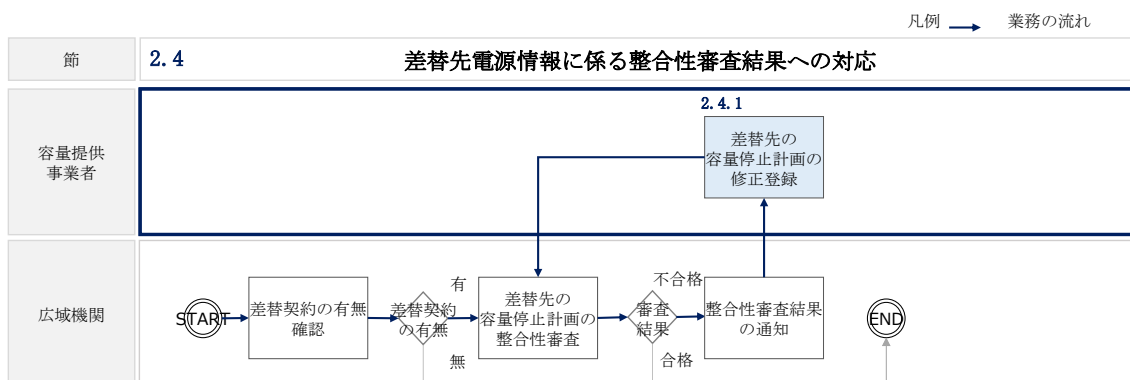 凡例
業務の流れ
節
2.4
差替先電源情報に係る整合性審査結果への対応
容量提供
事業者
2.4.1
差替先の
容量停止計画の
修正登録
広域機関
START
差替契約の有無
確認
差替契約
の有無
有
無
差替先の
容量停止計画の
整合性審査
審査
結果
不合格
合格
整合性審査結果
の通知
END